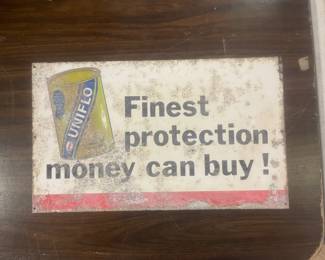 UNIFLO
Finest
protection
money can buy!